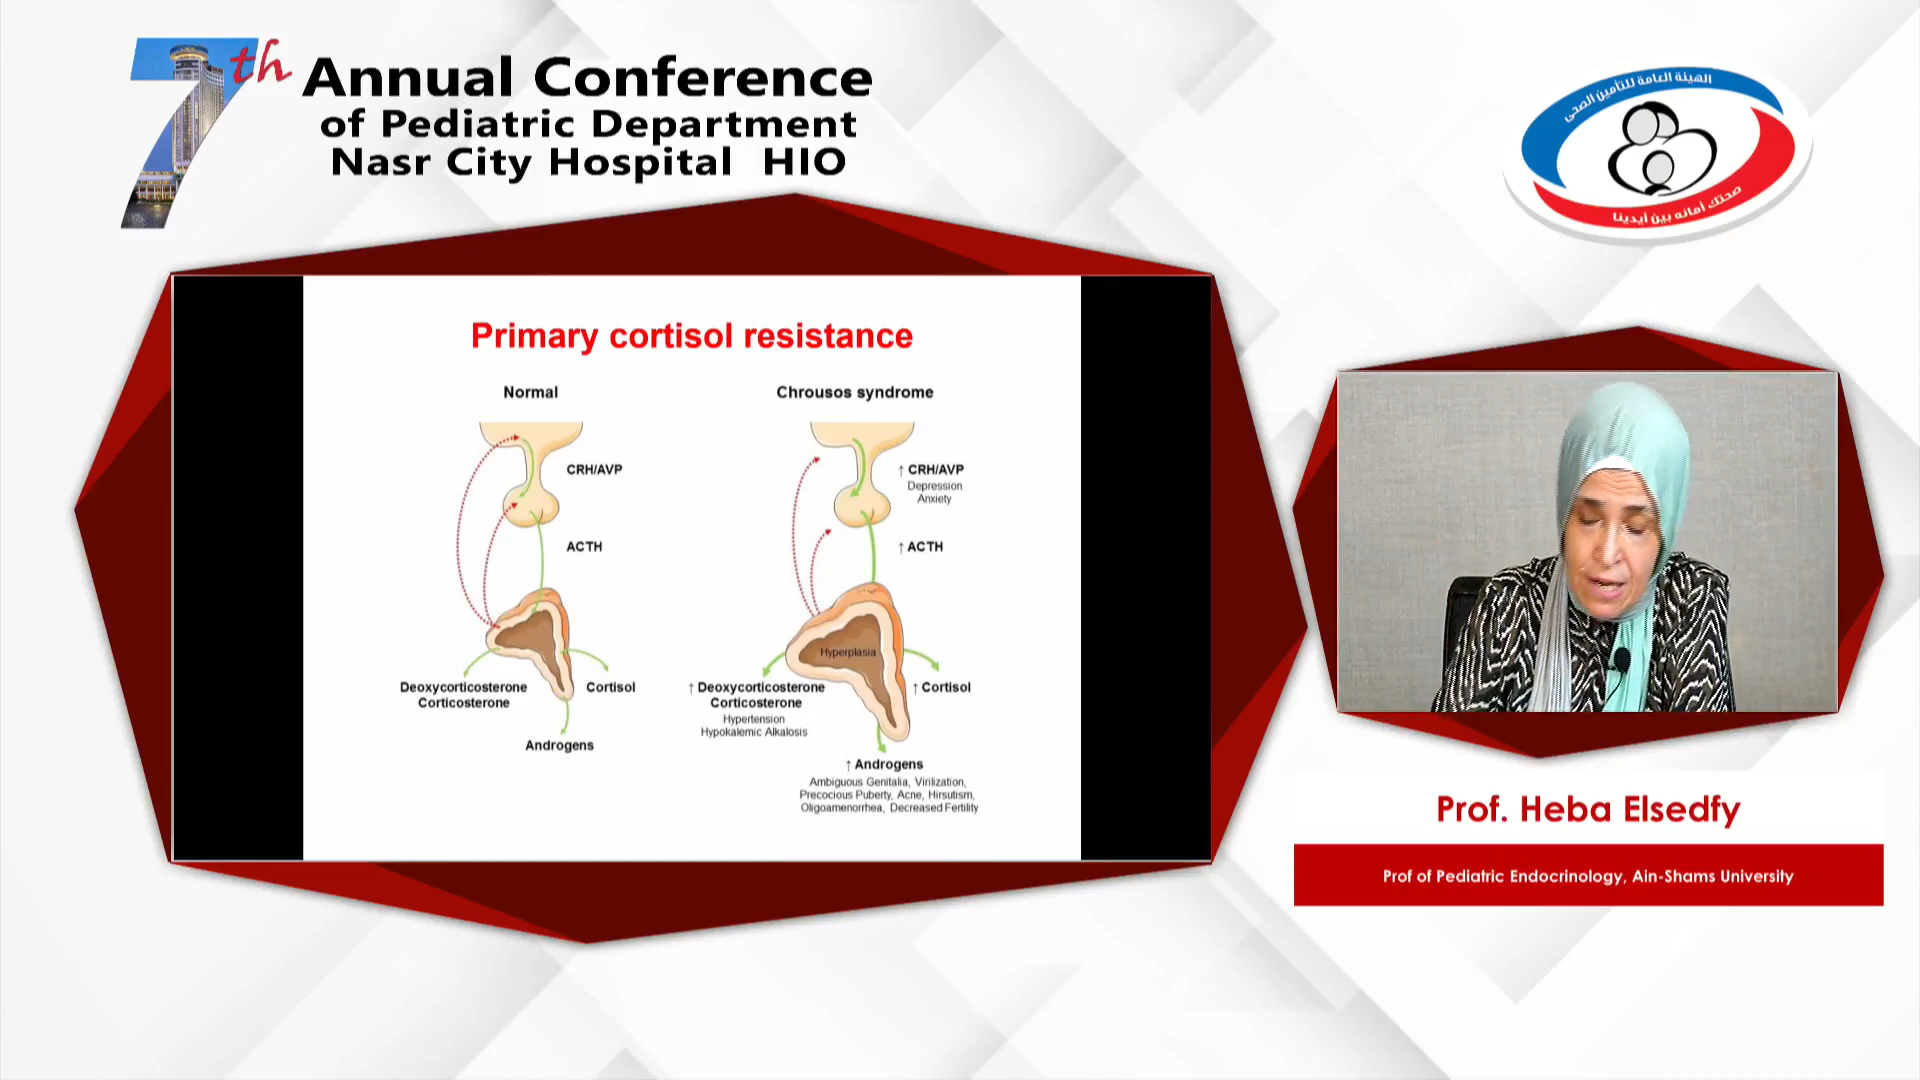 7th Annual Conference
of Pediatric Department
Nasr City Hospital HIO
الهيئة العامة للتأمين الصحى
صحتك أمانه بين أيدينا
Primary cortisol resistance
Normal
CRH/AVP
ACTH
Deoxycorticosterone
Corticosterone
Cortisol
Androgens
Chrousos syndrome
↑ CRH/AVP
Depression
Anxiety
↑ ACTH
Hyperplasia
↑ Deoxycorticosterone
Corticosterone
Hypertension
Hypokalemic Alkalosis
↑ Cortisol
↑ Androgens
Ambiguous Genitalia, Virilization,
Precocious Puberty, Acne, Hirsutism,
Oligoamenorrhea, Decreased Fertility
Prof. Heba Elsedfy
Prof of Pediatric Endocrinology, Ain-Shams University